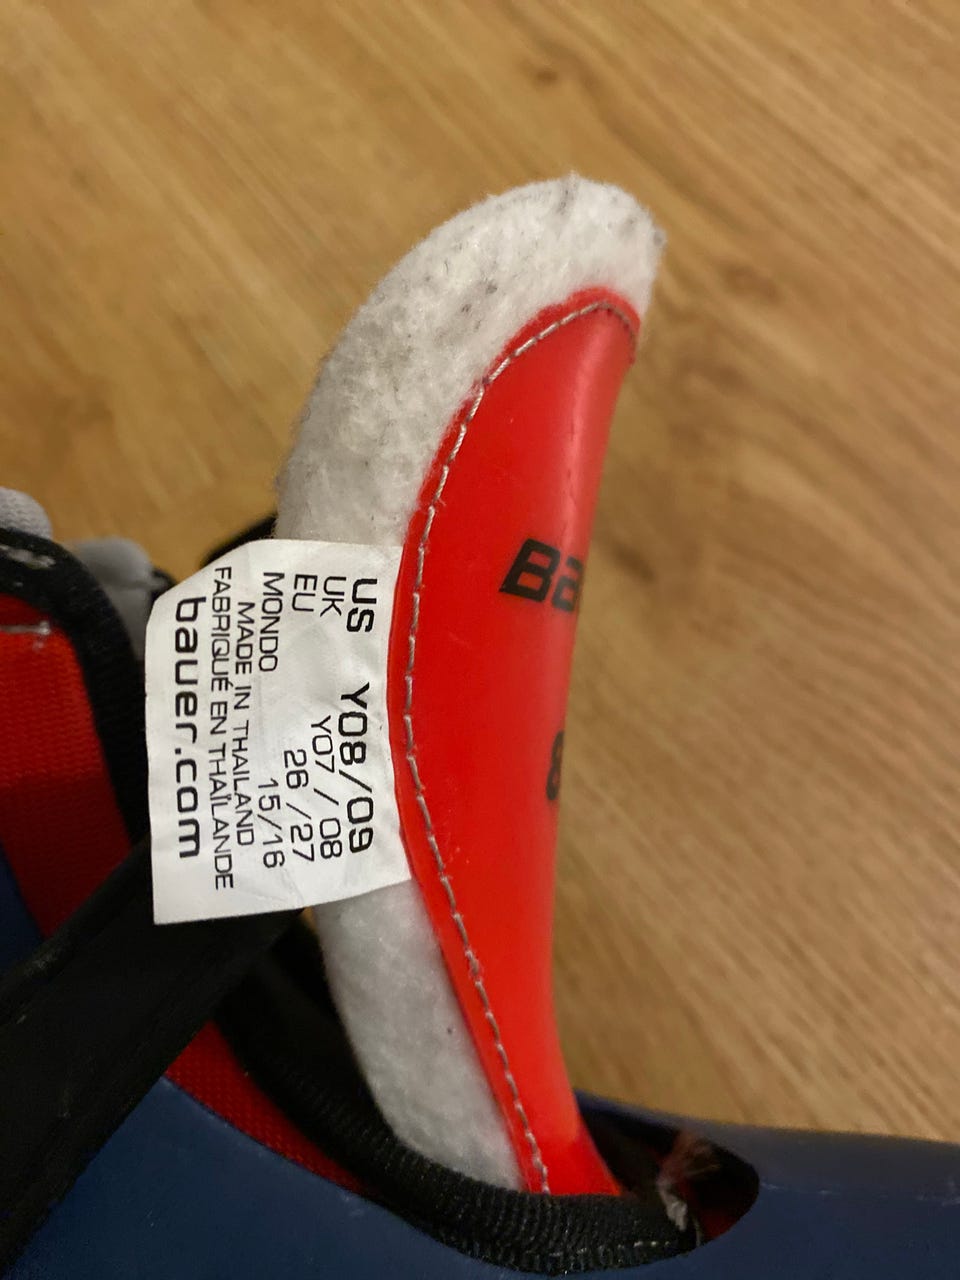 US Y08/09
UK Y07 / 08
EU 26 /27
MONDO 15/16
MADE IN THAILAND
FABRIQUÉ EN THAÏLANDE
bauer.com